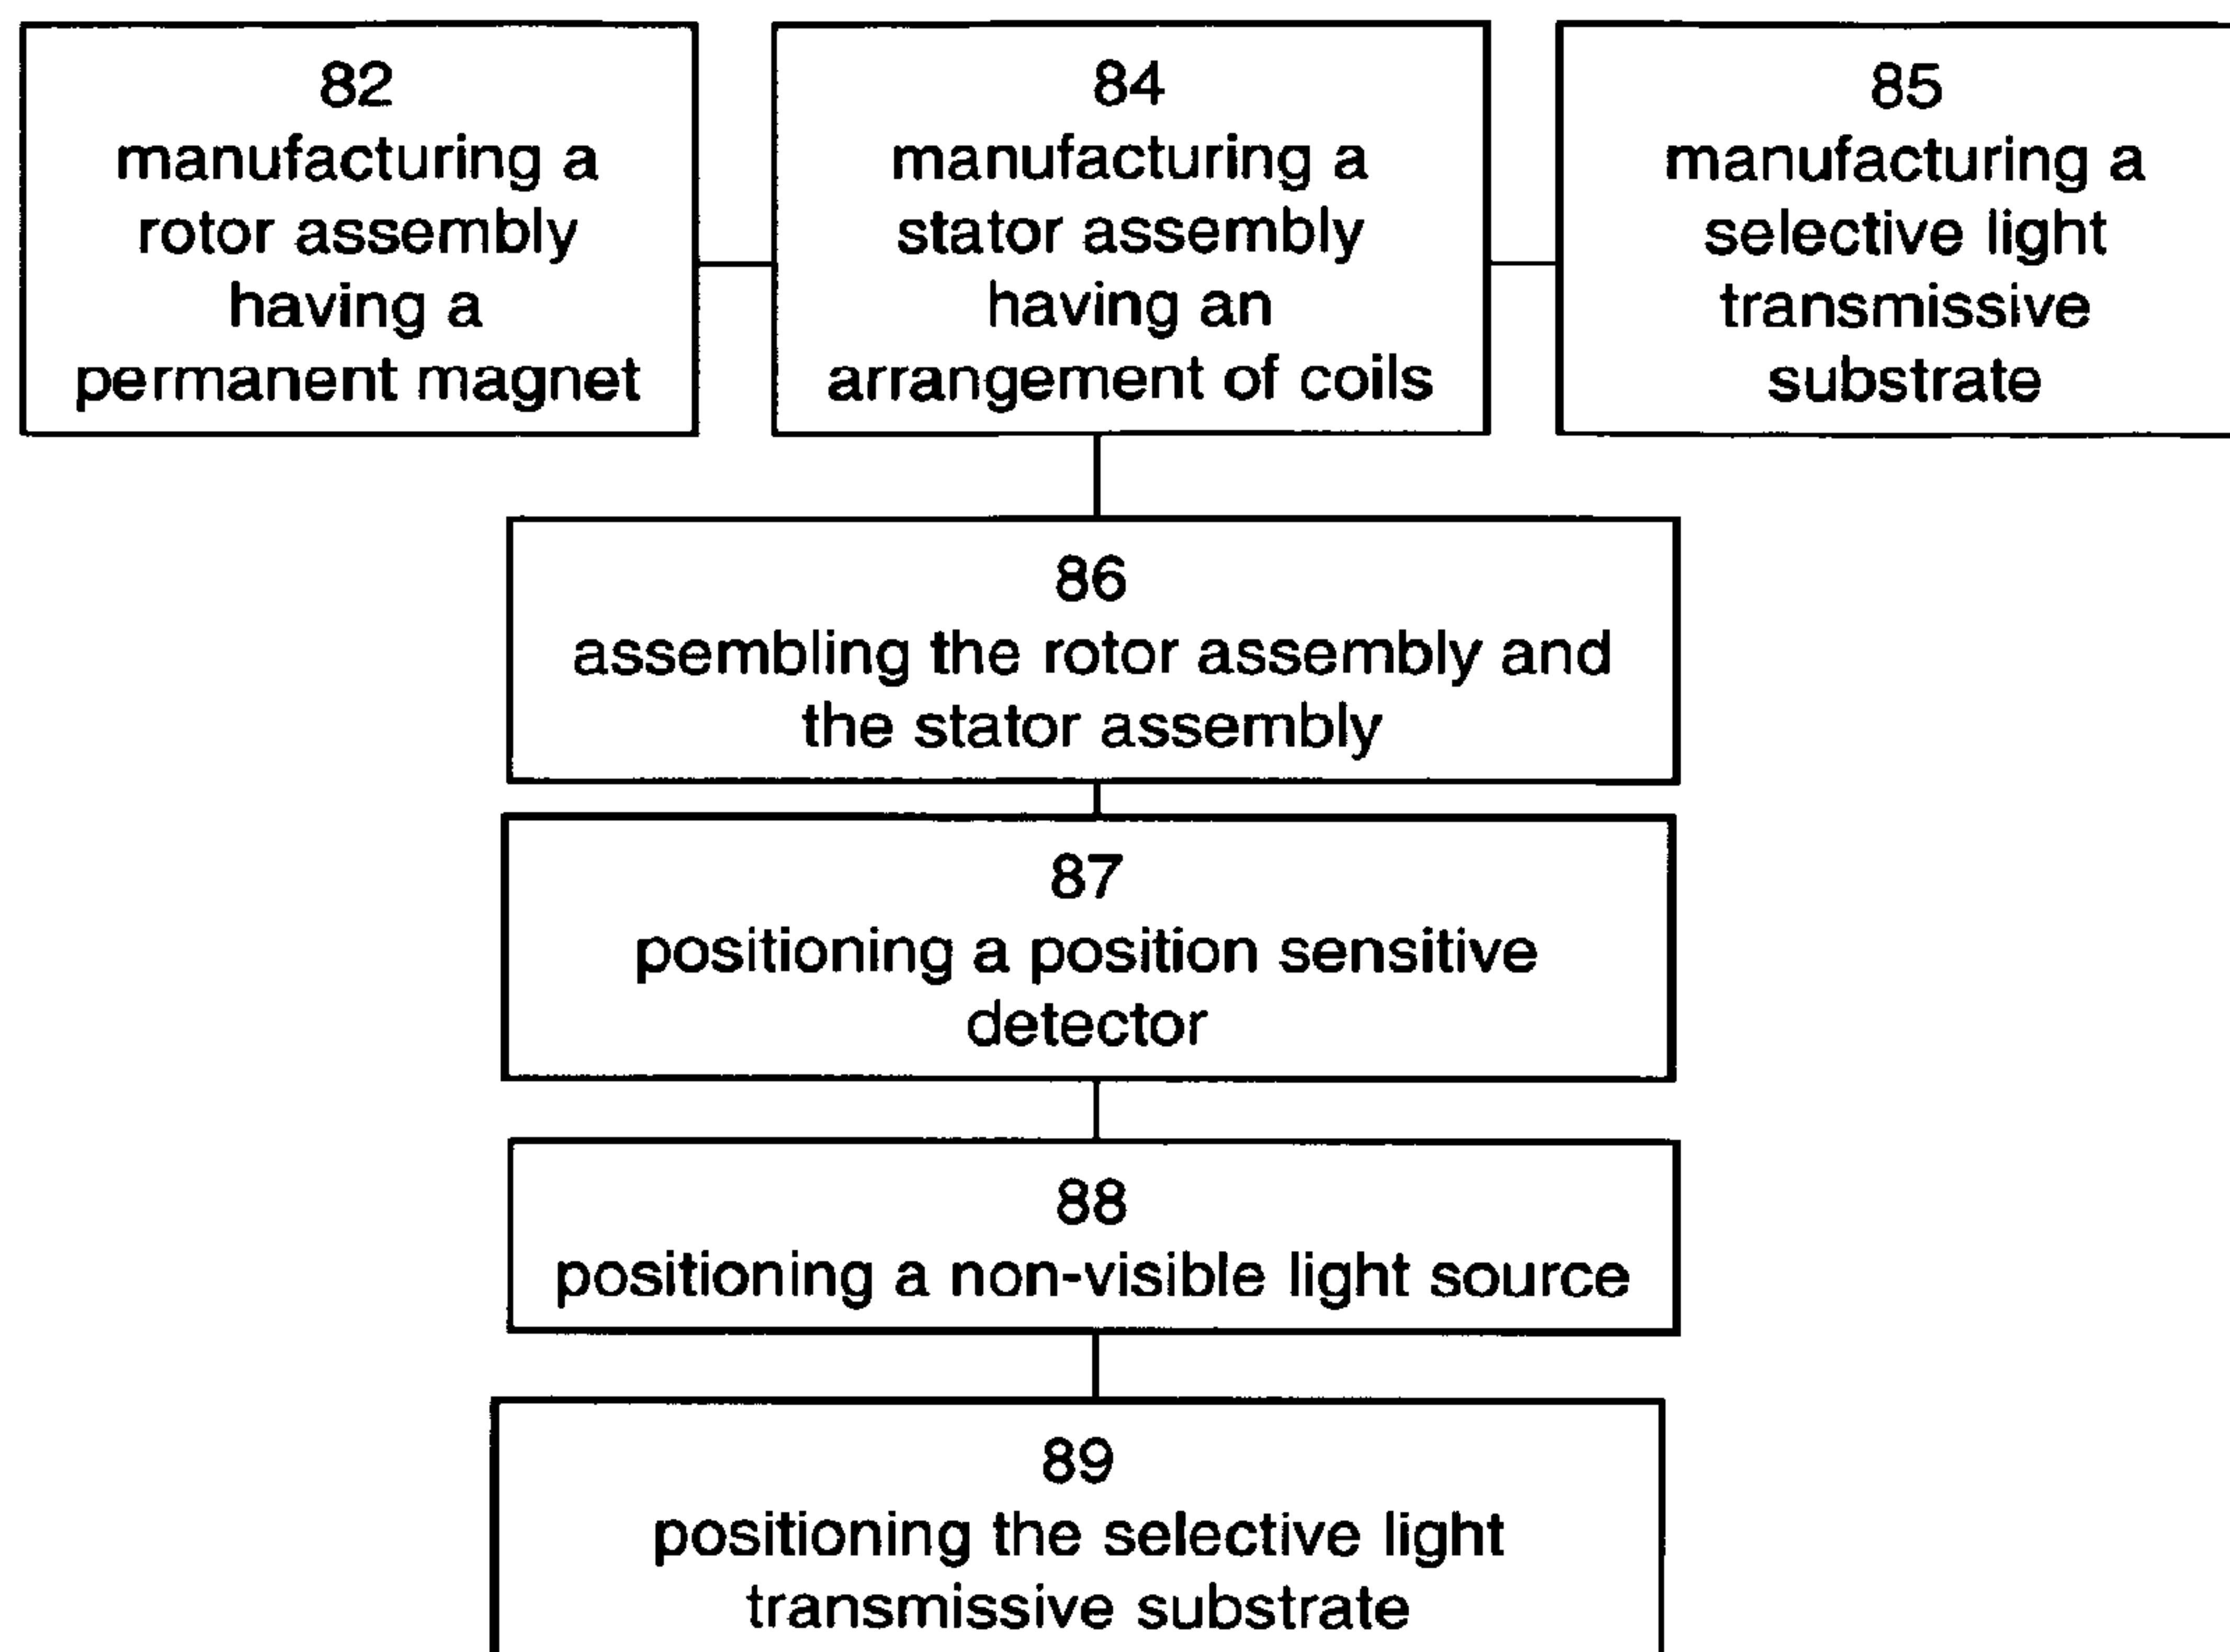 82
manufacturing a
rotor assembly
having a
permanent magnet
84
manufacturing a
stator assembly
having an
arrangement of coils
85
manufacturing a
selective light
transmissive
substrate
86
assembling the rotor assembly and
the stator assembly
87
positioning a position sensitive
detector
88
positioning a non-visible light source
89
positioning the selective light
transmissive substrate